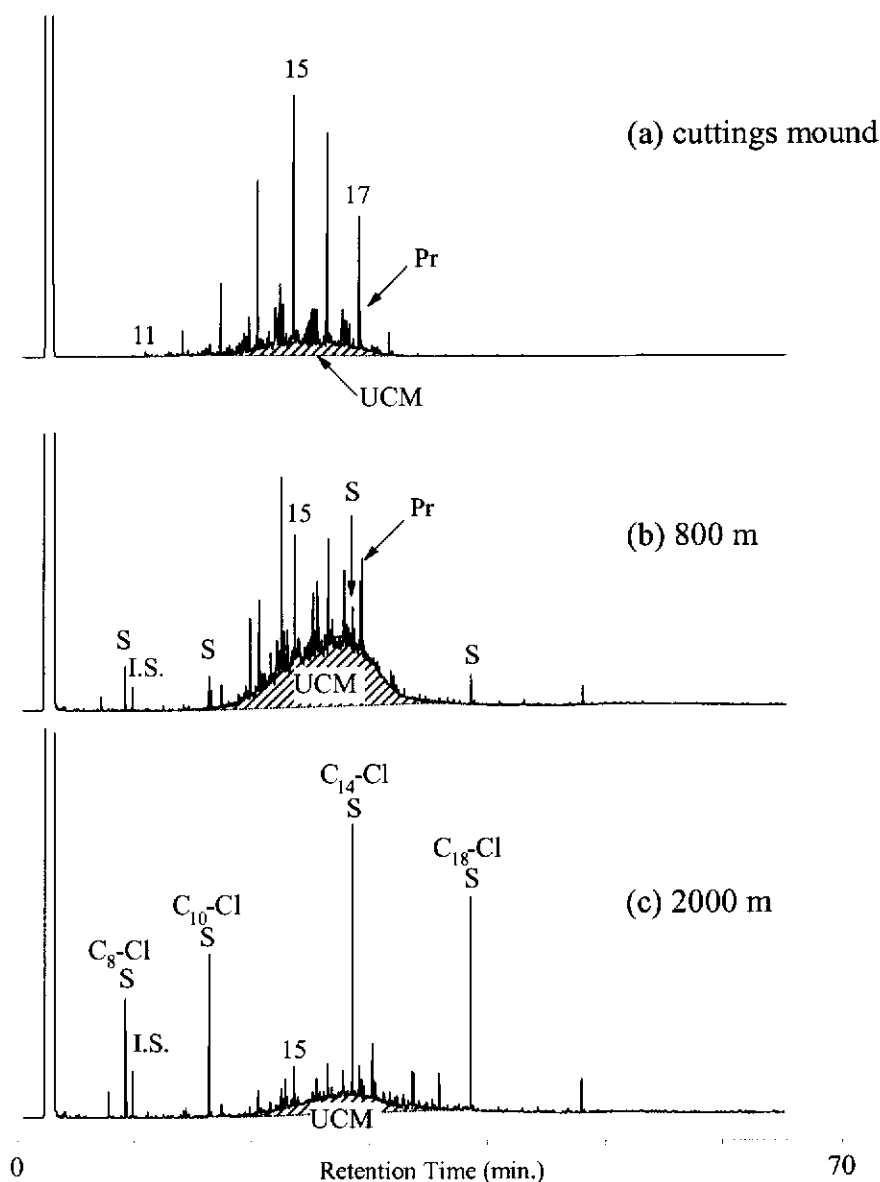 15
(a) cuttings mound
17
Pr
11
UCM
S
15
Pr
(b) 800 m
S
I.S.
S
S
UCM
C₁₄-Cl
S
C₁₈-Cl
S
(c) 2000 m
C₁₀-Cl
S
C₈-Cl
S
I.S.
15
UCM
0
Retention Time (min.)
70